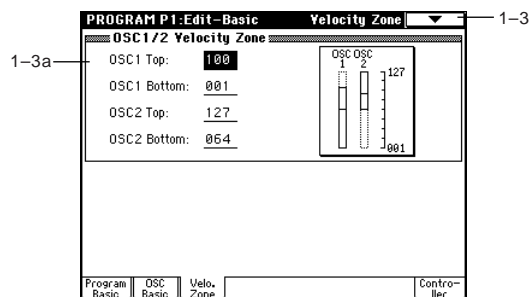 PROGRAM P1:Edit-Basic Velocity Zone
1–3
OSC1/2 Velocity Zone
1–3a
OSC1 Top: 100
OSC1 Bottom: 001
OSC2 Top: 127
OSC2 Bottom: 064
OSC OSC
1 2
127
001
Program Basic
OSC Basic
Velo. Zone
Contro-ller